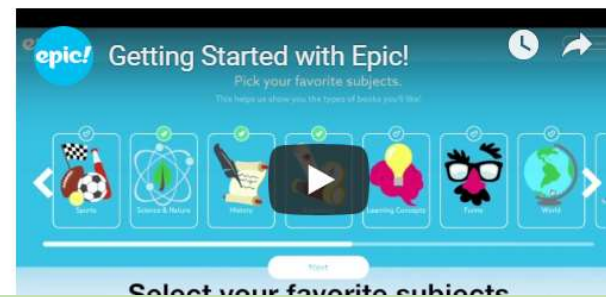 epic!
Getting Started with Epic!
Pick your favorite subjects.
This helps us show you the types of books you'll like!
Sports
Science & Nature
History
Learning Concepts
Funny
World
Next
Select your favorite subjects